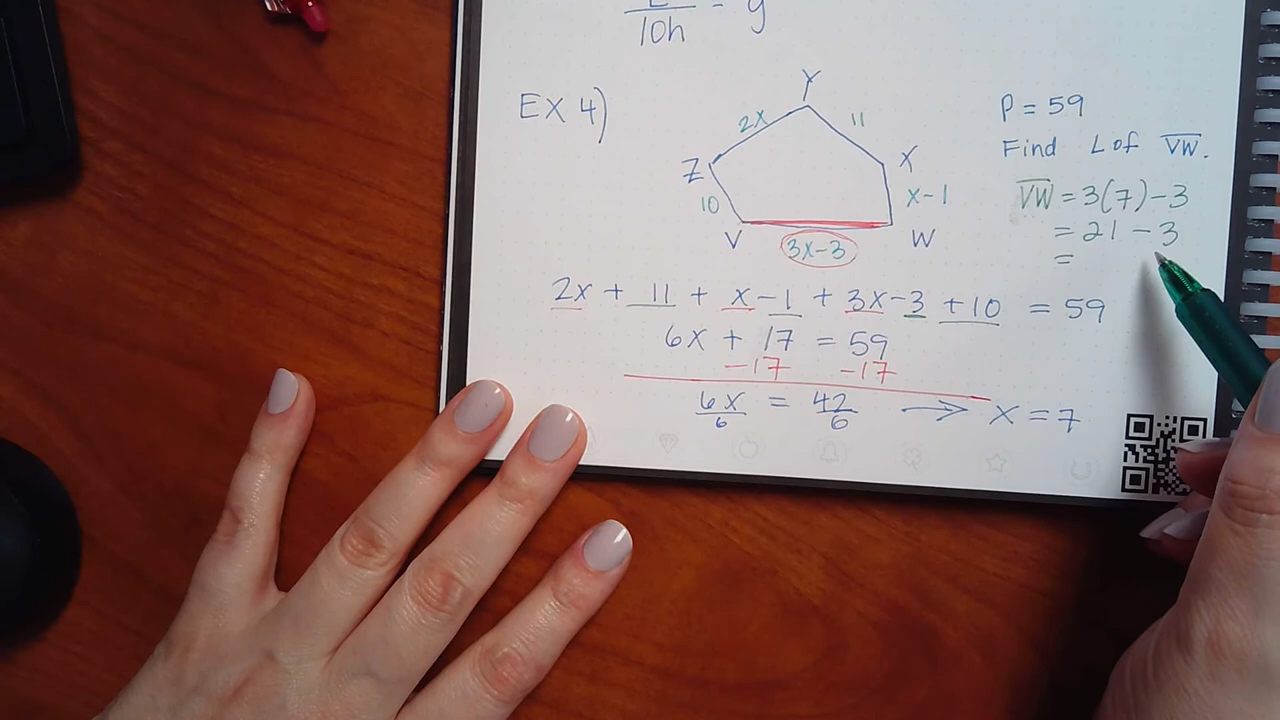 10h = y
EX 4)
Y
2x
11
Z
X
10
x-1
V
3x-3
W
P = 59
Find L of VW.
VW = 3(7)-3
= 21 - 3
=
2x + 11 + x-1 + 3x-3 +10 = 59
6x + 17 = 59
-17 -17
6x/6 = 42/6 → x = 7